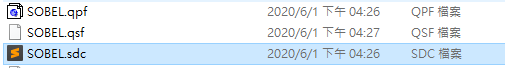 SOBEL.qpf 2020/6/1 下午 04:26 QPF 檔案
SOBEL.qsf 2020/6/1 下午 04:27 QSF 檔案
SOBEL.sdc 2020/6/1 下午 04:26 SDC 檔案